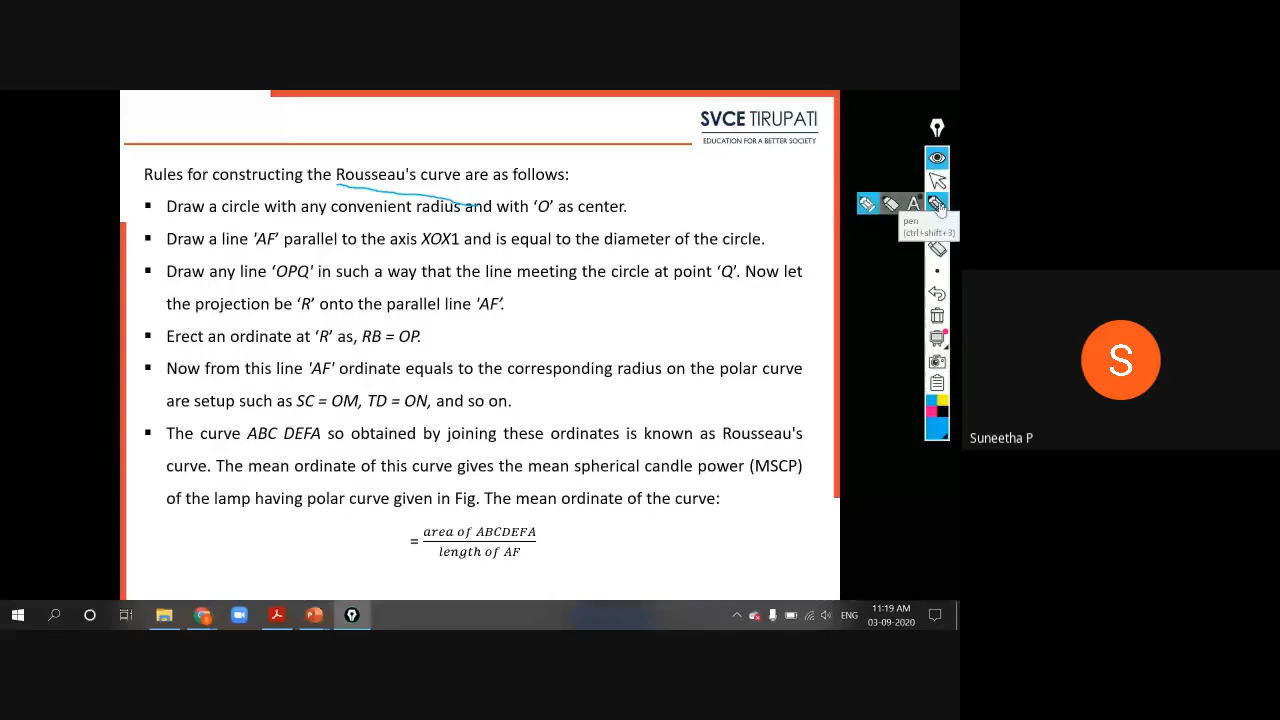 SVCE TIRUPATI
EDUCATION FOR A BETTER SOCIETY
Rules for constructing the Rousseau's curve are as follows:
▪ Draw a circle with any convenient radius and with ‘O’ as center.
▪ Draw a line 'AF' parallel to the axis XOX1 and is equal to the diameter of the circle.
▪ Draw any line ‘OPQ' in such a way that the line meeting the circle at point ‘Q’. Now let
the projection be ‘R’ onto the parallel line 'AF’.
▪ Erect an ordinate at ‘R’ as, RB = OP.
▪ Now from this line 'AF' ordinate equals to the corresponding radius on the polar curve
are setup such as SC = OM, TD = ON, and so on.
▪ The curve ABC DEFA so obtained by joining these ordinates is known as Rousseau's
curve. The mean ordinate of this curve gives the mean spherical candle power (MSCP)
of the lamp having polar curve given in Fig. The mean ordinate of the curve:
= area of ABCDEFA
length of AF
A
pen
(ctrl+shift+3)
S
Suneetha P
ENG
11:19 AM
03-09-2020